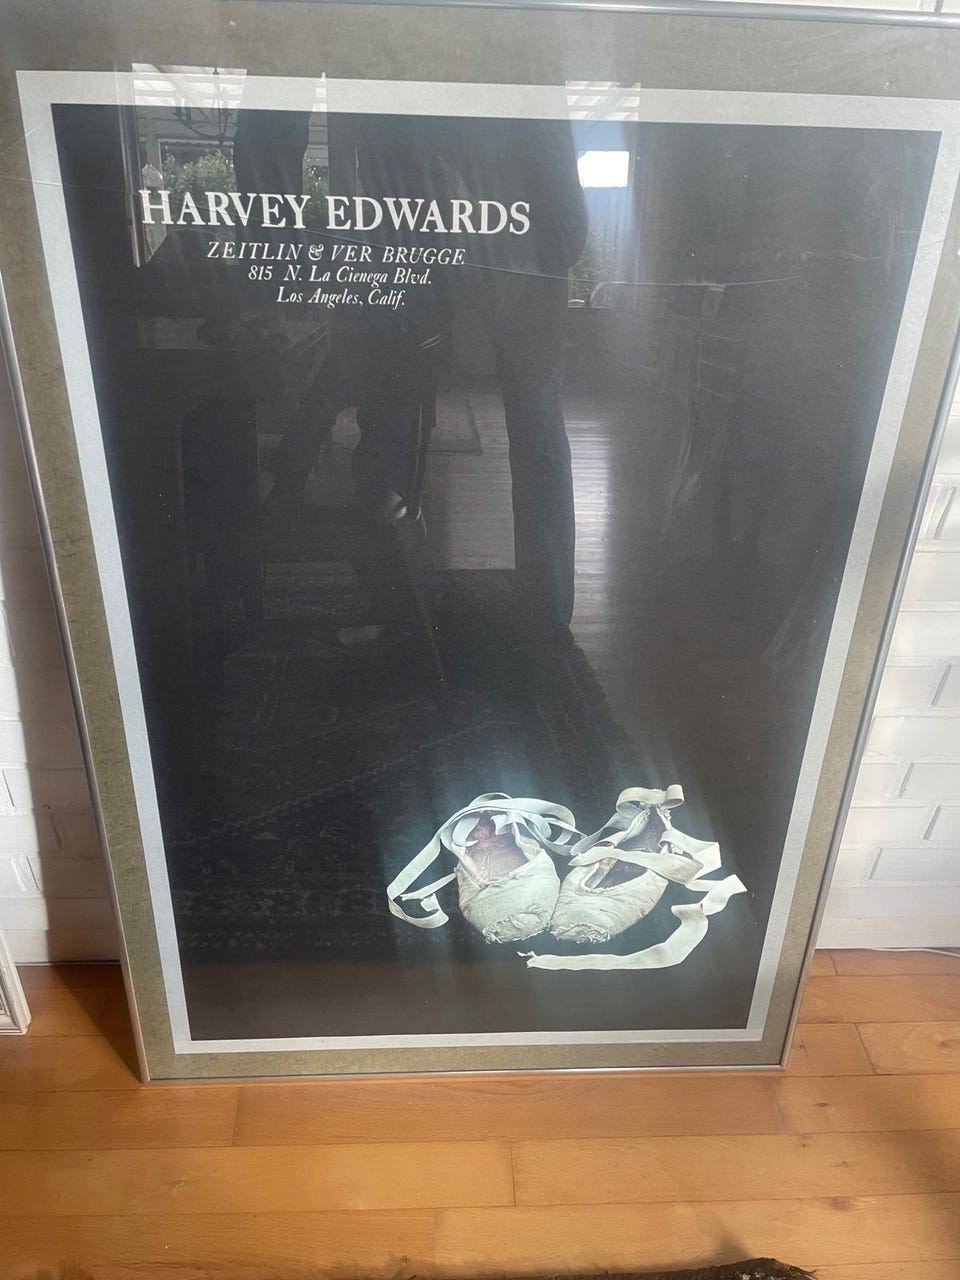 HARVEY EDWARDS
ZEITLIN & VER BRUGGE
815 N. La Cienega Blvd.
Los Angeles, Calif.